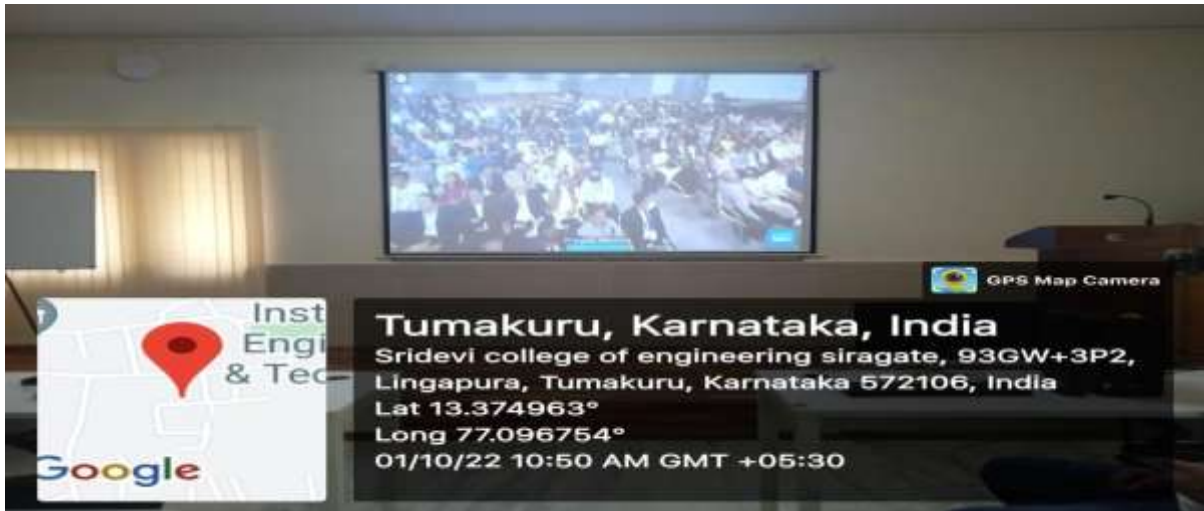 GPS Map Camera
Inst
Engi
& Tec
Google
Tumakuru, Karnataka, India
Sridevi college of engineering siragate, 93GW+3P2,
Lingapura, Tumakuru, Karnataka 572106, India
Lat 13.374963°
Long 77.096754°
01/10/22 10:50 AM GMT +05:30